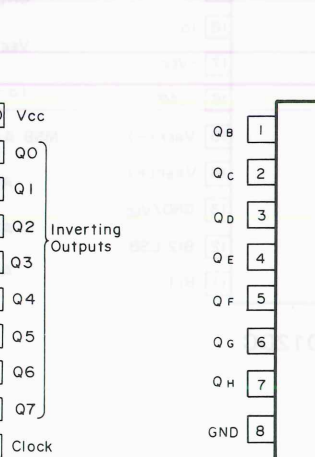 Vcc
Q0
Q1
Q2
Q3
Q4
Q5
Q6
Q7
Inverting
Outputs
Clock
QB 1
QC 2
QD 3
QE 4
QF 5
QG 6
QH 7
GND 8